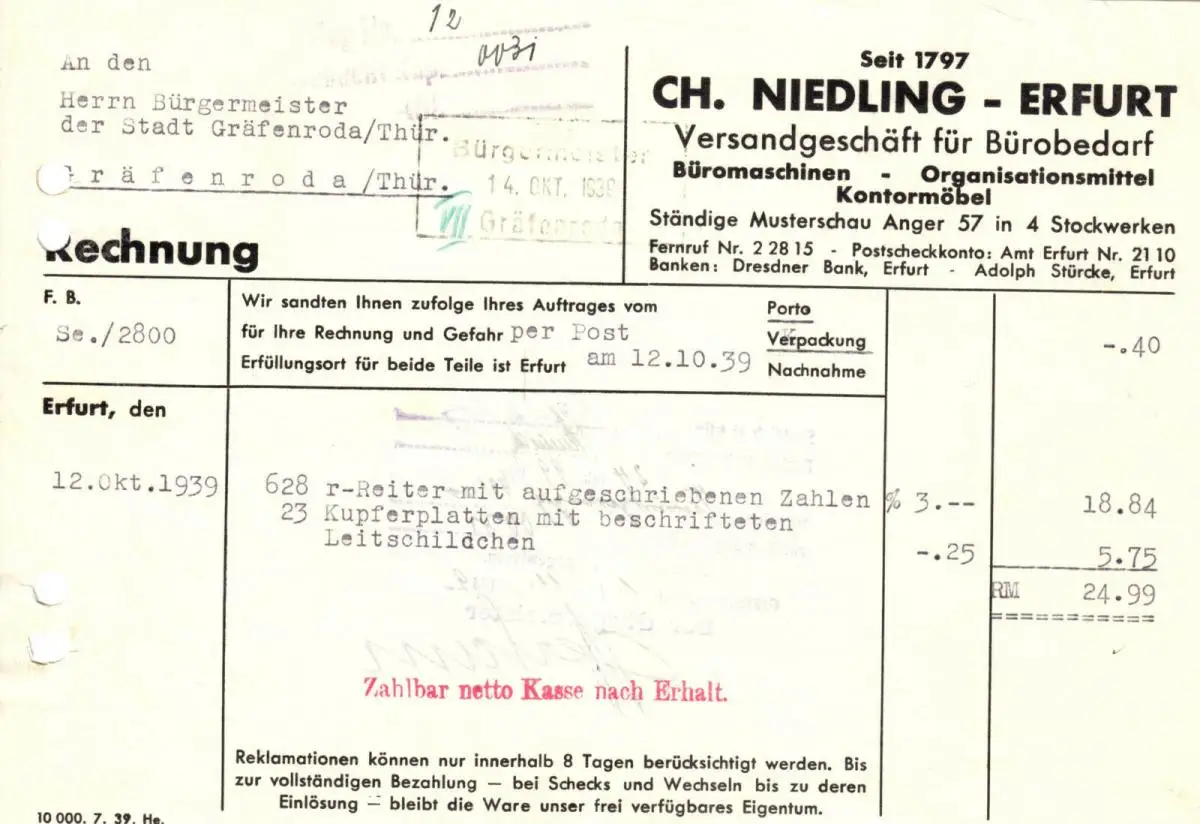 12
003i
An den
Herrn Bürgermeister
der Stadt Gräfenroda/Thür.
Gräfenroda/Thür.
Bürgermeister
14. OKT. 1939
VII Gräfenroda
Seit 1797
CH. NIEDLING - ERFURT
Versandgeschäft für Bürobedarf
Büromaschinen - Organisationsmittel
Kontormöbel
Ständige Musterschau Anger 57 in 4 Stockwerken
Fernruf Nr. 2 28 15 - Postscheckkonto: Amt Erfurt Nr. 21 10
Banken: Dresdner Bank, Erfurt - Adolph Stürcke, Erfurt
Rechnung
F. B.
Se./2800
Wir sandten Ihnen zufolge Ihres Auftrages vom
für Ihre Rechnung und Gefahr per Post
Erfüllungsort für beide Teile ist Erfurt am 12.10.39
Porto
Verpackung
Nachnahme
-.40
Erfurt, den
12.Okt.1939
628 r-Reiter mit aufgeschriebenen Zahlen % 3.-- 18.84
23 Kupferplatten mit beschrifteten
Leitschildchen -.25 5.75
RM 24.99
Zahlbar netto Kasse nach Erhalt.
Reklamationen können nur innerhalb 8 Tagen berücksichtigt werden. Bis
zur vollständigen Bezahlung — bei Schecks und Wechseln bis zu deren
Einlösung — bleibt die Ware unser frei verfügbares Eigentum.
10 000. 7. 39. He.